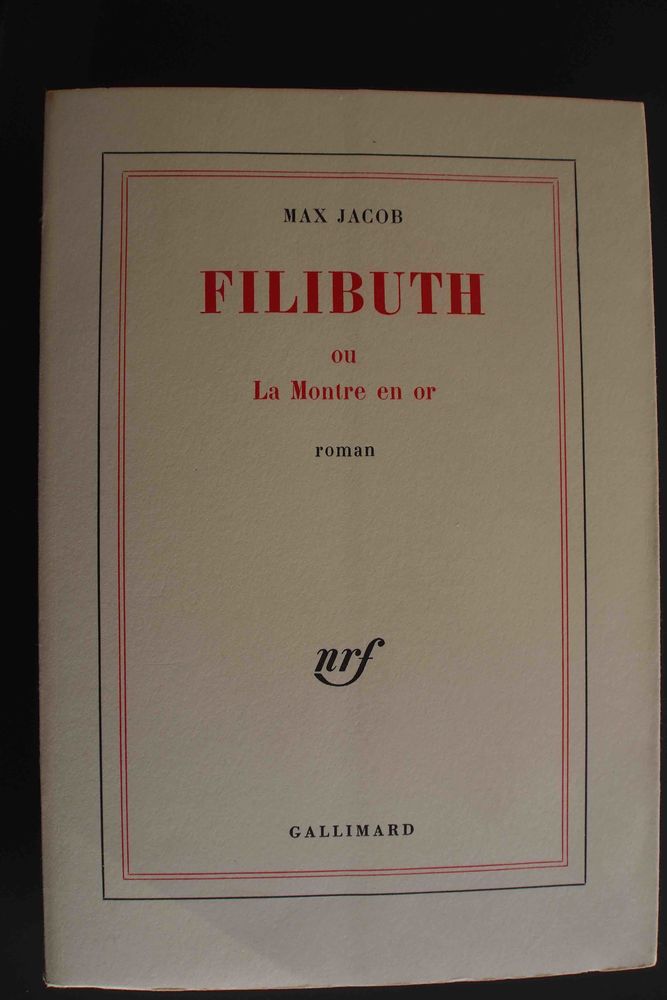 MAX JACOB
FILIBUTH
ou
La Montre en or
roman
nrf
GALLIMARD